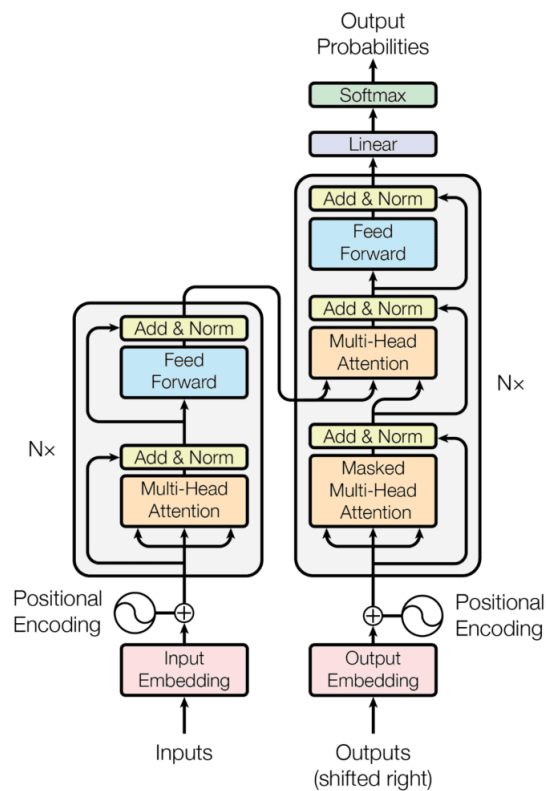 Output
Probabilities
Softmax
Linear
Add & Norm
Feed
Forward
Add & Norm
Multi-Head
Attention
Add & Norm
Masked
Multi-Head
Attention
Nx
Add & Norm
Feed
Forward
Add & Norm
Multi-Head
Attention
Nx
Positional
Encoding
Positional
Encoding
Input
Embedding
Output
Embedding
Inputs
Outputs
(shifted right)